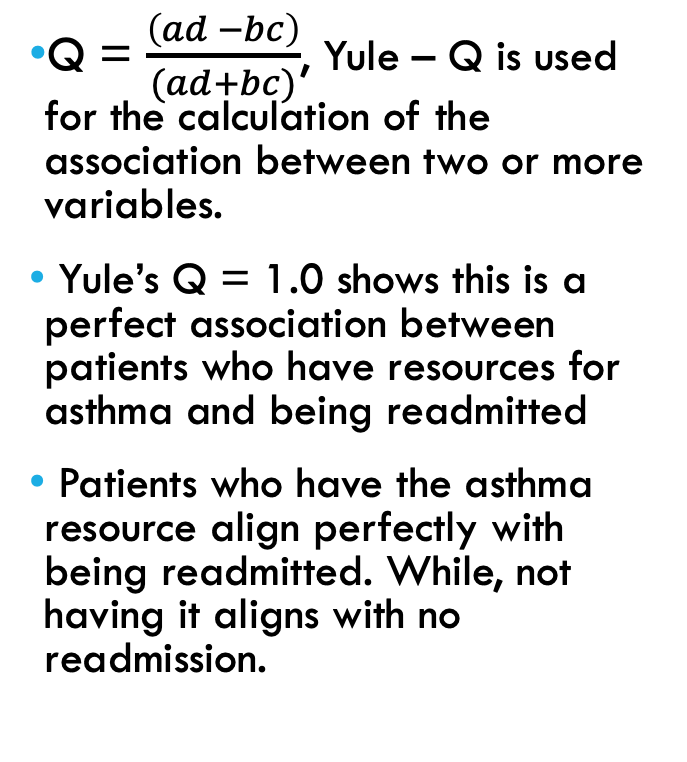 •Q = (ad −bc)/(ad+bc), Yule – Q is used
for the calculation of the
association between two or more
variables.
• Yule's Q = 1.0 shows this is a
perfect association between
patients who have resources for
asthma and being readmitted
• Patients who have the asthma
resource align perfectly with
being readmitted. While, not
having it aligns with no
readmission.